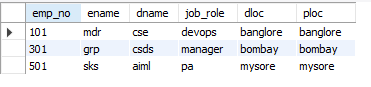 emp_no ename dname job_role dloc ploc
101 mdr cse devops banglore banglore
301 grp csds manager bombay bombay
501 sks aiml pa mysore mysore